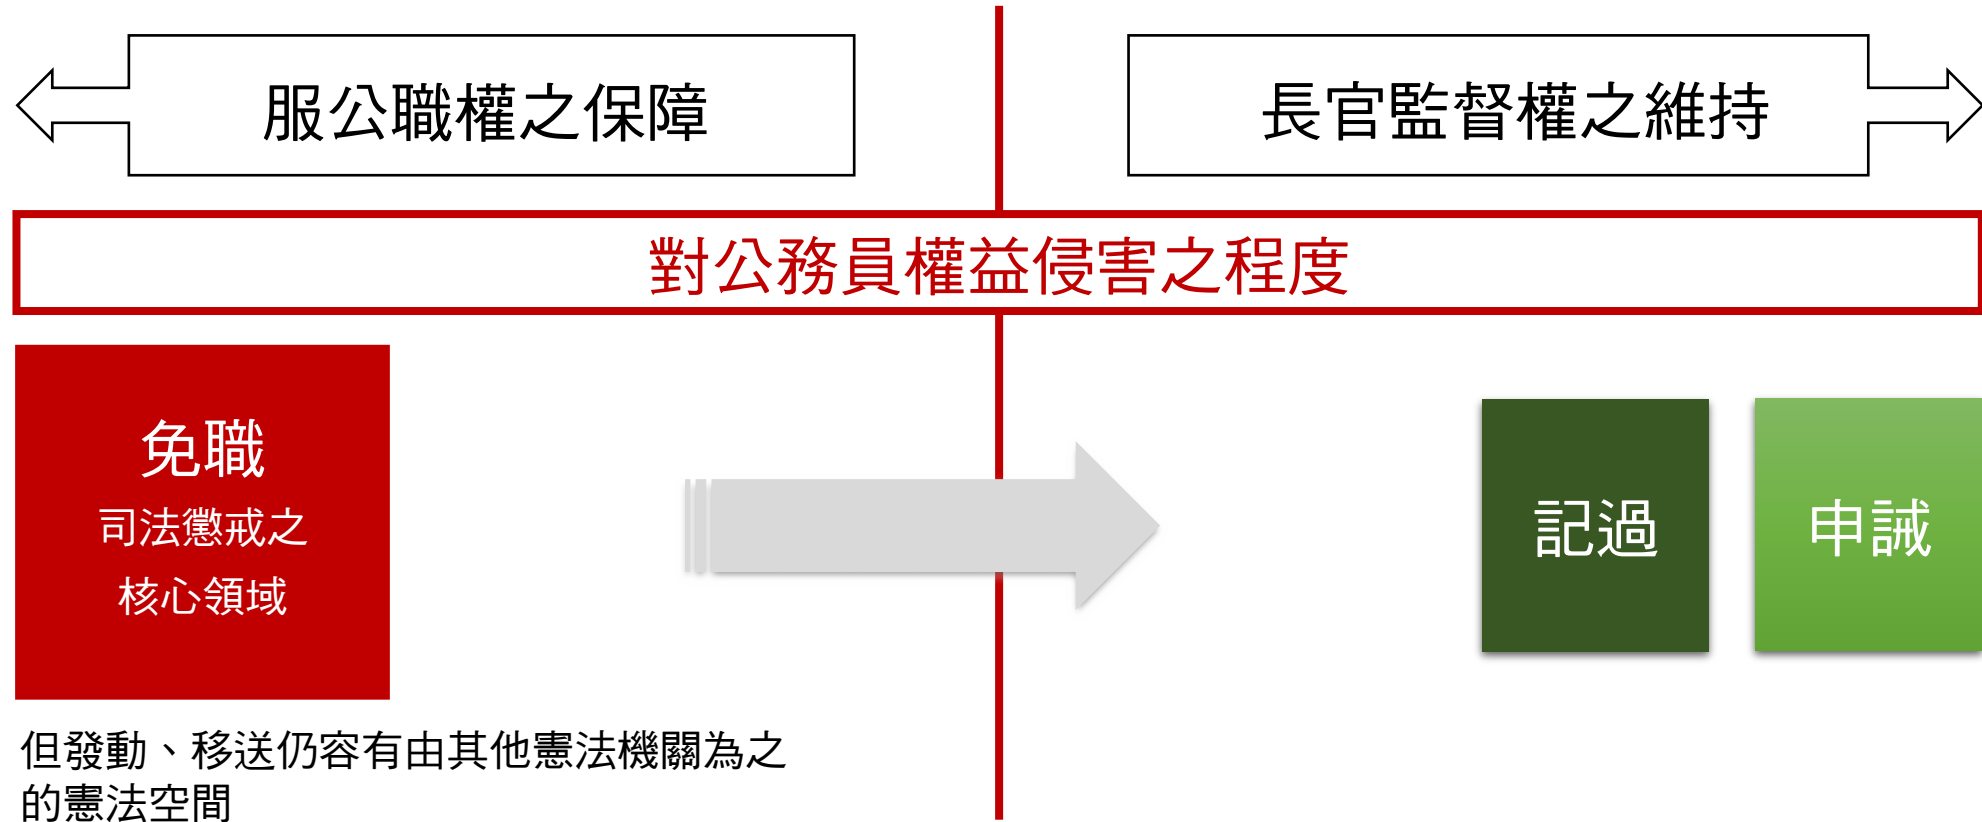 服公職權之保障
長官監督權之維持
對公務員權益侵害之程度
免職
司法懲戒之
核心領域
記過
申誡
但發動、移送仍容有由其他憲法機關為之
的憲法空間